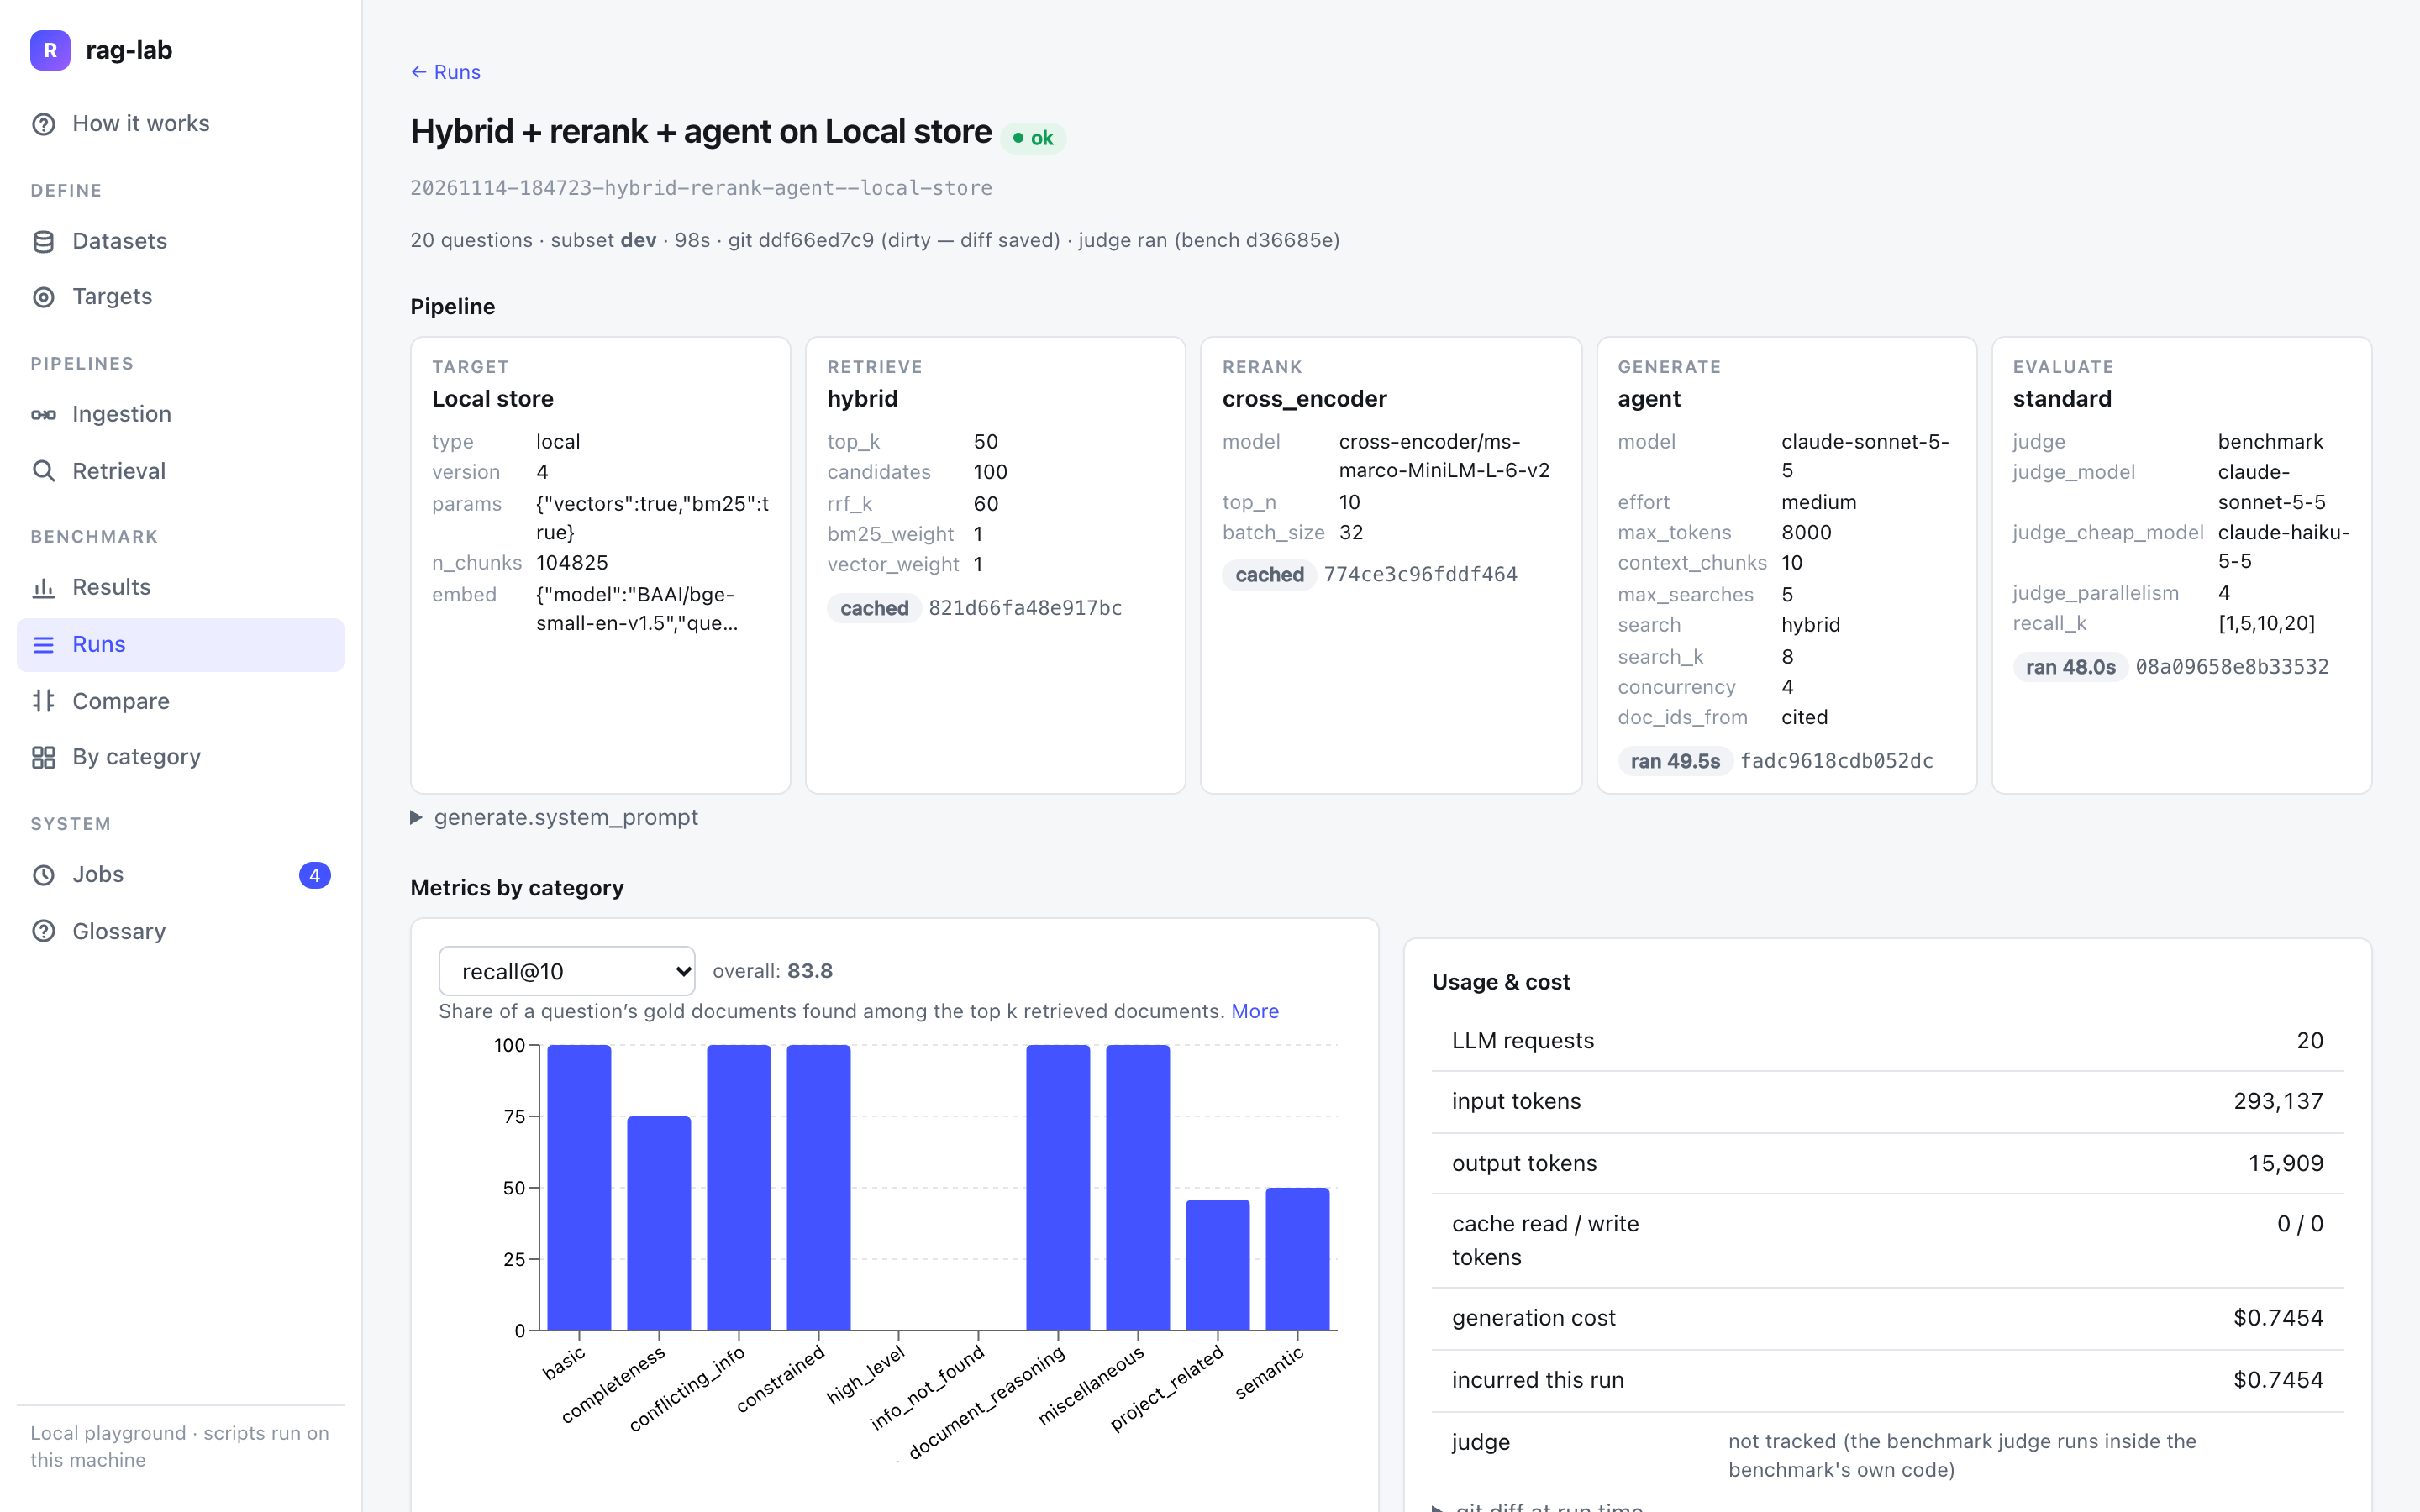 R rag-lab
How it works
DEFINE
Datasets
Targets
PIPELINES
Ingestion
Retrieval
BENCHMARK
Results
Runs
Compare
By category
SYSTEM
Jobs 4
Glossary
Local playground · scripts run on
this machine
← Runs
Hybrid + rerank + agent on Local store ok
20261114-184723-hybrid-rerank-agent--local-store
20 questions · subset dev · 98s · git ddf66ed7c9 (dirty — diff saved) · judge ran (bench d36685e)
Pipeline
TARGET
Local store
type local
version 4
params {"vectors":true,"bm25":t
rue}
n_chunks 104825
embed {"model":"BAAI/bge-
small-en-v1.5","que...
RETRIEVE
hybrid
top_k 50
candidates 100
rrf_k 60
bm25_weight 1
vector_weight 1
cached 821d66fa48e917bc
RERANK
cross_encoder
model cross-encoder/ms-
marco-MiniLM-L-6-v2
top_n 10
batch_size 32
cached 774ce3c96fddf464
GENERATE
agent
model claude-sonnet-5-
5
effort medium
max_tokens 8000
context_chunks 10
max_searches 5
search hybrid
search_k 8
concurrency 4
doc_ids_from cited
ran 49.5s fadc9618cdb052dc
EVALUATE
standard
judge benchmark
judge_model claude-
sonnet-5-5
judge_cheap_model claude-haiku-
5-5
judge_parallelism 4
recall_k [1,5,10,20]
ran 48.0s 08a09658e8b33532
generate.system_prompt
Metrics by category
recall@10 overall: 83.8
Share of a question’s gold documents found among the top k retrieved documents. More
100
75
50
25
0
basic
completeness
conflicting_info
constrained
high_level
info_not_found
document_reasoning
miscellaneous
project_related
semantic
Usage & cost
LLM requests 20
input tokens 293,137
output tokens 15,909
cache read / write 0 / 0
tokens
generation cost $0.7454
incurred this run $0.7454
judge not tracked (the benchmark judge runs inside the
benchmark's own code)
git diff at run time